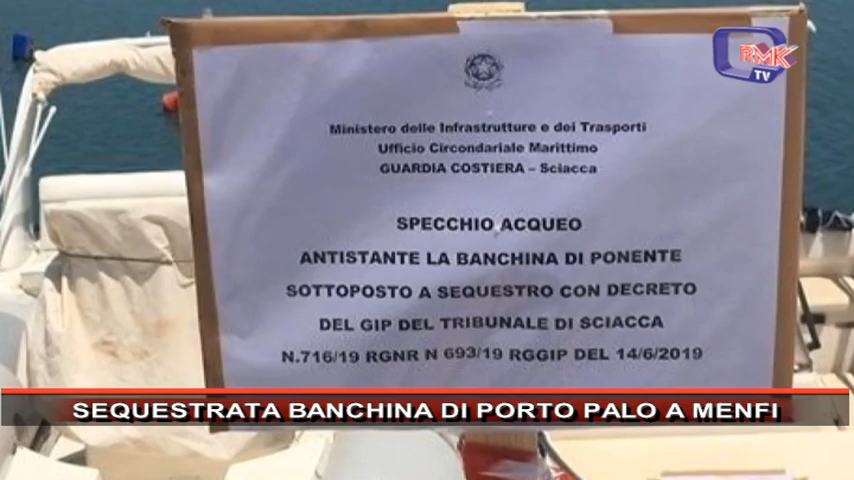 RMK
TV
Ministero delle Infrastrutture e dei Trasporti
Ufficio Circondariale Marittimo
GUARDIA COSTIERA – Sciacca
SPECCHIO ACQUEO
ANTISTANTE LA BANCHINA DI PONENTE
SOTTOPOSTO A SEQUESTRO CON DECRETO
DEL GIP DEL TRIBUNALE DI SCIACCA
N.716/19 RGNR N 693/19 RGGIP DEL 14/6/2019
SEQUESTRATA BANCHINA DI PORTO PALO A MENFI